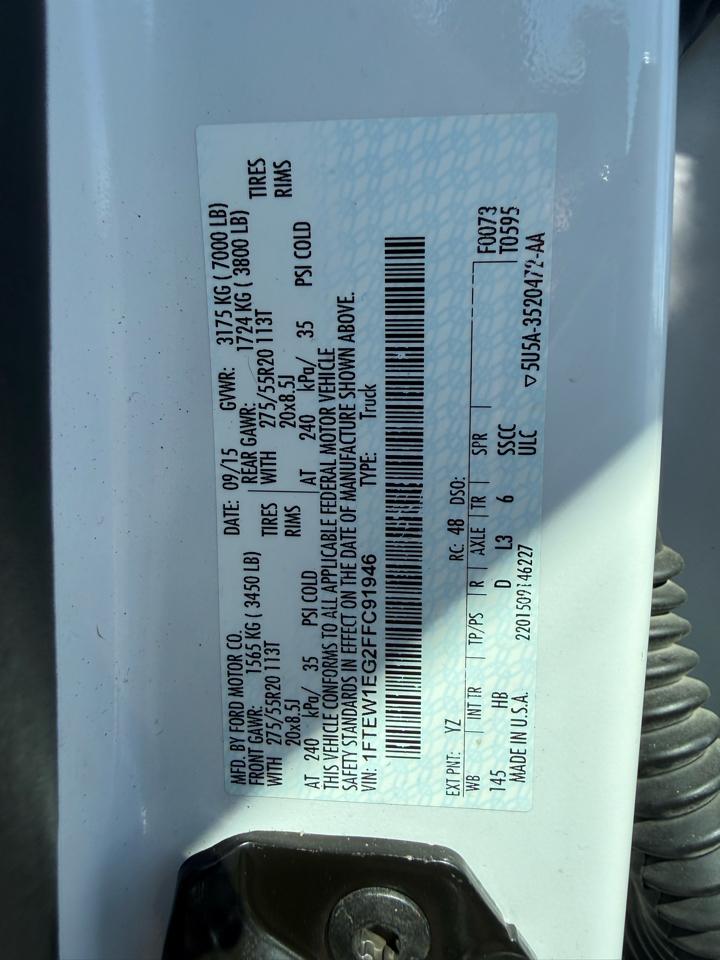 MFD. BY FORD MOTOR CO. DATE: 09/15 GVWR: 3175 KG ( 7000 LB)
FRONT GAWR: 1565 KG ( 3450 LB) REAR GAWR: 1724 KG ( 3800 LB)
WITH 275/55R20 113T TIRES WITH 275/55R20 113T TIRES
20x8.5J RIMS 20x8.5J RIMS
AT 240 kPa/ 35 PSI COLD AT 240 kPa/ 35 PSI COLD
THIS VEHICLE CONFORMS TO ALL APPLICABLE FEDERAL MOTOR VEHICLE
SAFETY STANDARDS IN EFFECT ON THE DATE OF MANUFACTURE SHOWN ABOVE.
VIN: 1FTEW1EG2FFC91946 TYPE: Truck
EXT PNT: YZ RC: 48 DSO: F0073
WB INT TR TP/PS R AXLE TR SPR T0595
145 HB D L3 6 SSCC
2201509146227 ULC
MADE IN U.S.A. ▽5U5A-3520472-AA